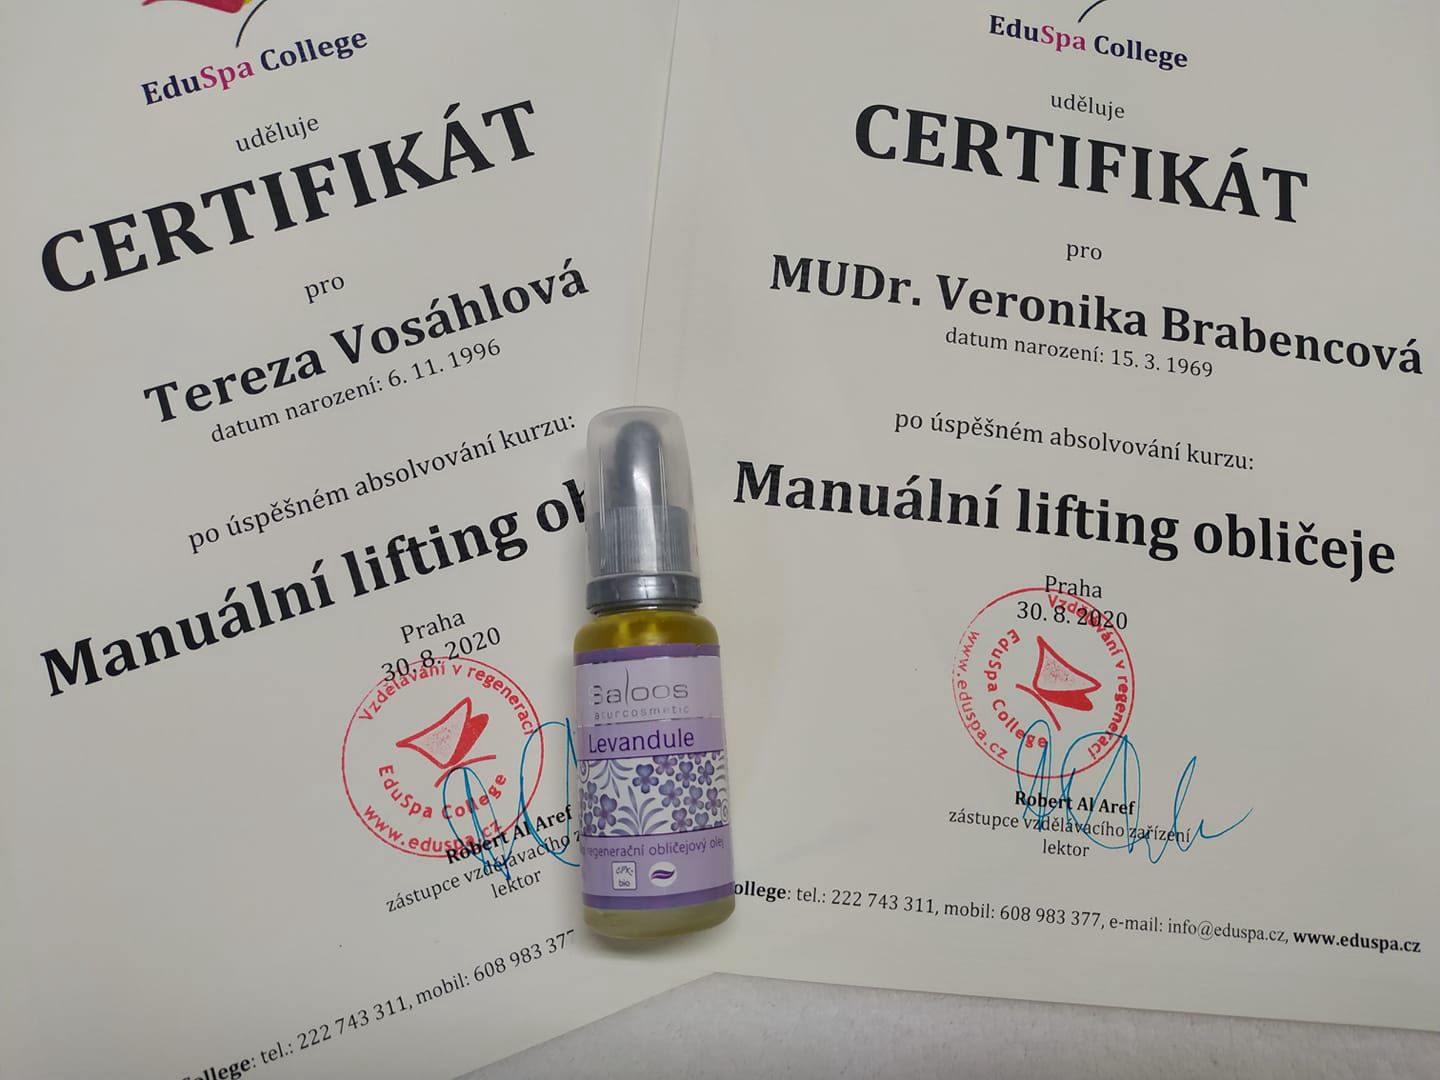 EduSpa College
uděluje
CERTIFIKÁT
pro
Tereza Vosáhlová
datum narození: 6. 11. 1996
po úspěšném absolvování kurzu:
Manuální lifting
Praha
30. 8. 2020
Vzdělávání v regeneraci
EduSpa College
www.eduspa.cz
Robert Al Aref
zástupce vzdělávacího
lektor
tel.: 222 743 311, mobil: 608 983 377
EduSpa College
uděluje
CERTIFIKÁT
pro
MUDr. Veronika Brabencová
datum narození: 15. 3. 1969
po úspěšném absolvování kurzu:
Manuální lifting obličeje
Praha
30. 8. 2020
Vzdělávání v regeneraci
EduSpa College
www.eduspa.cz
Robert Al Aref
zástupce vzdělávacího zařízení
lektor
ollege: tel.: 222 743 311, mobil: 608 983 377, e-mail: info@eduspa.cz, www.eduspa.cz
Saloos
aturcosmetic
Levandule
regenerační obličejový olej
CPK
bio